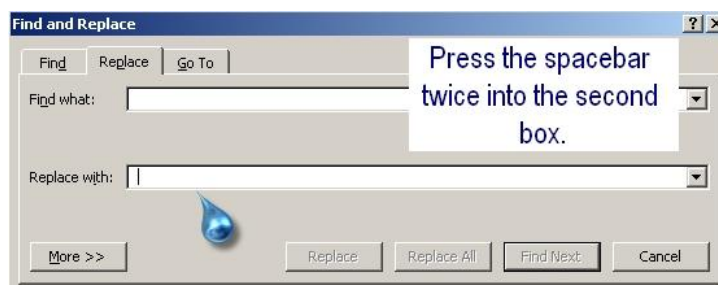 Find and Replace
Find Replace Go To
Press the spacebar
twice into the second
box.
Find what:
Replace with:
More >> Replace Replace All Find Next Cancel